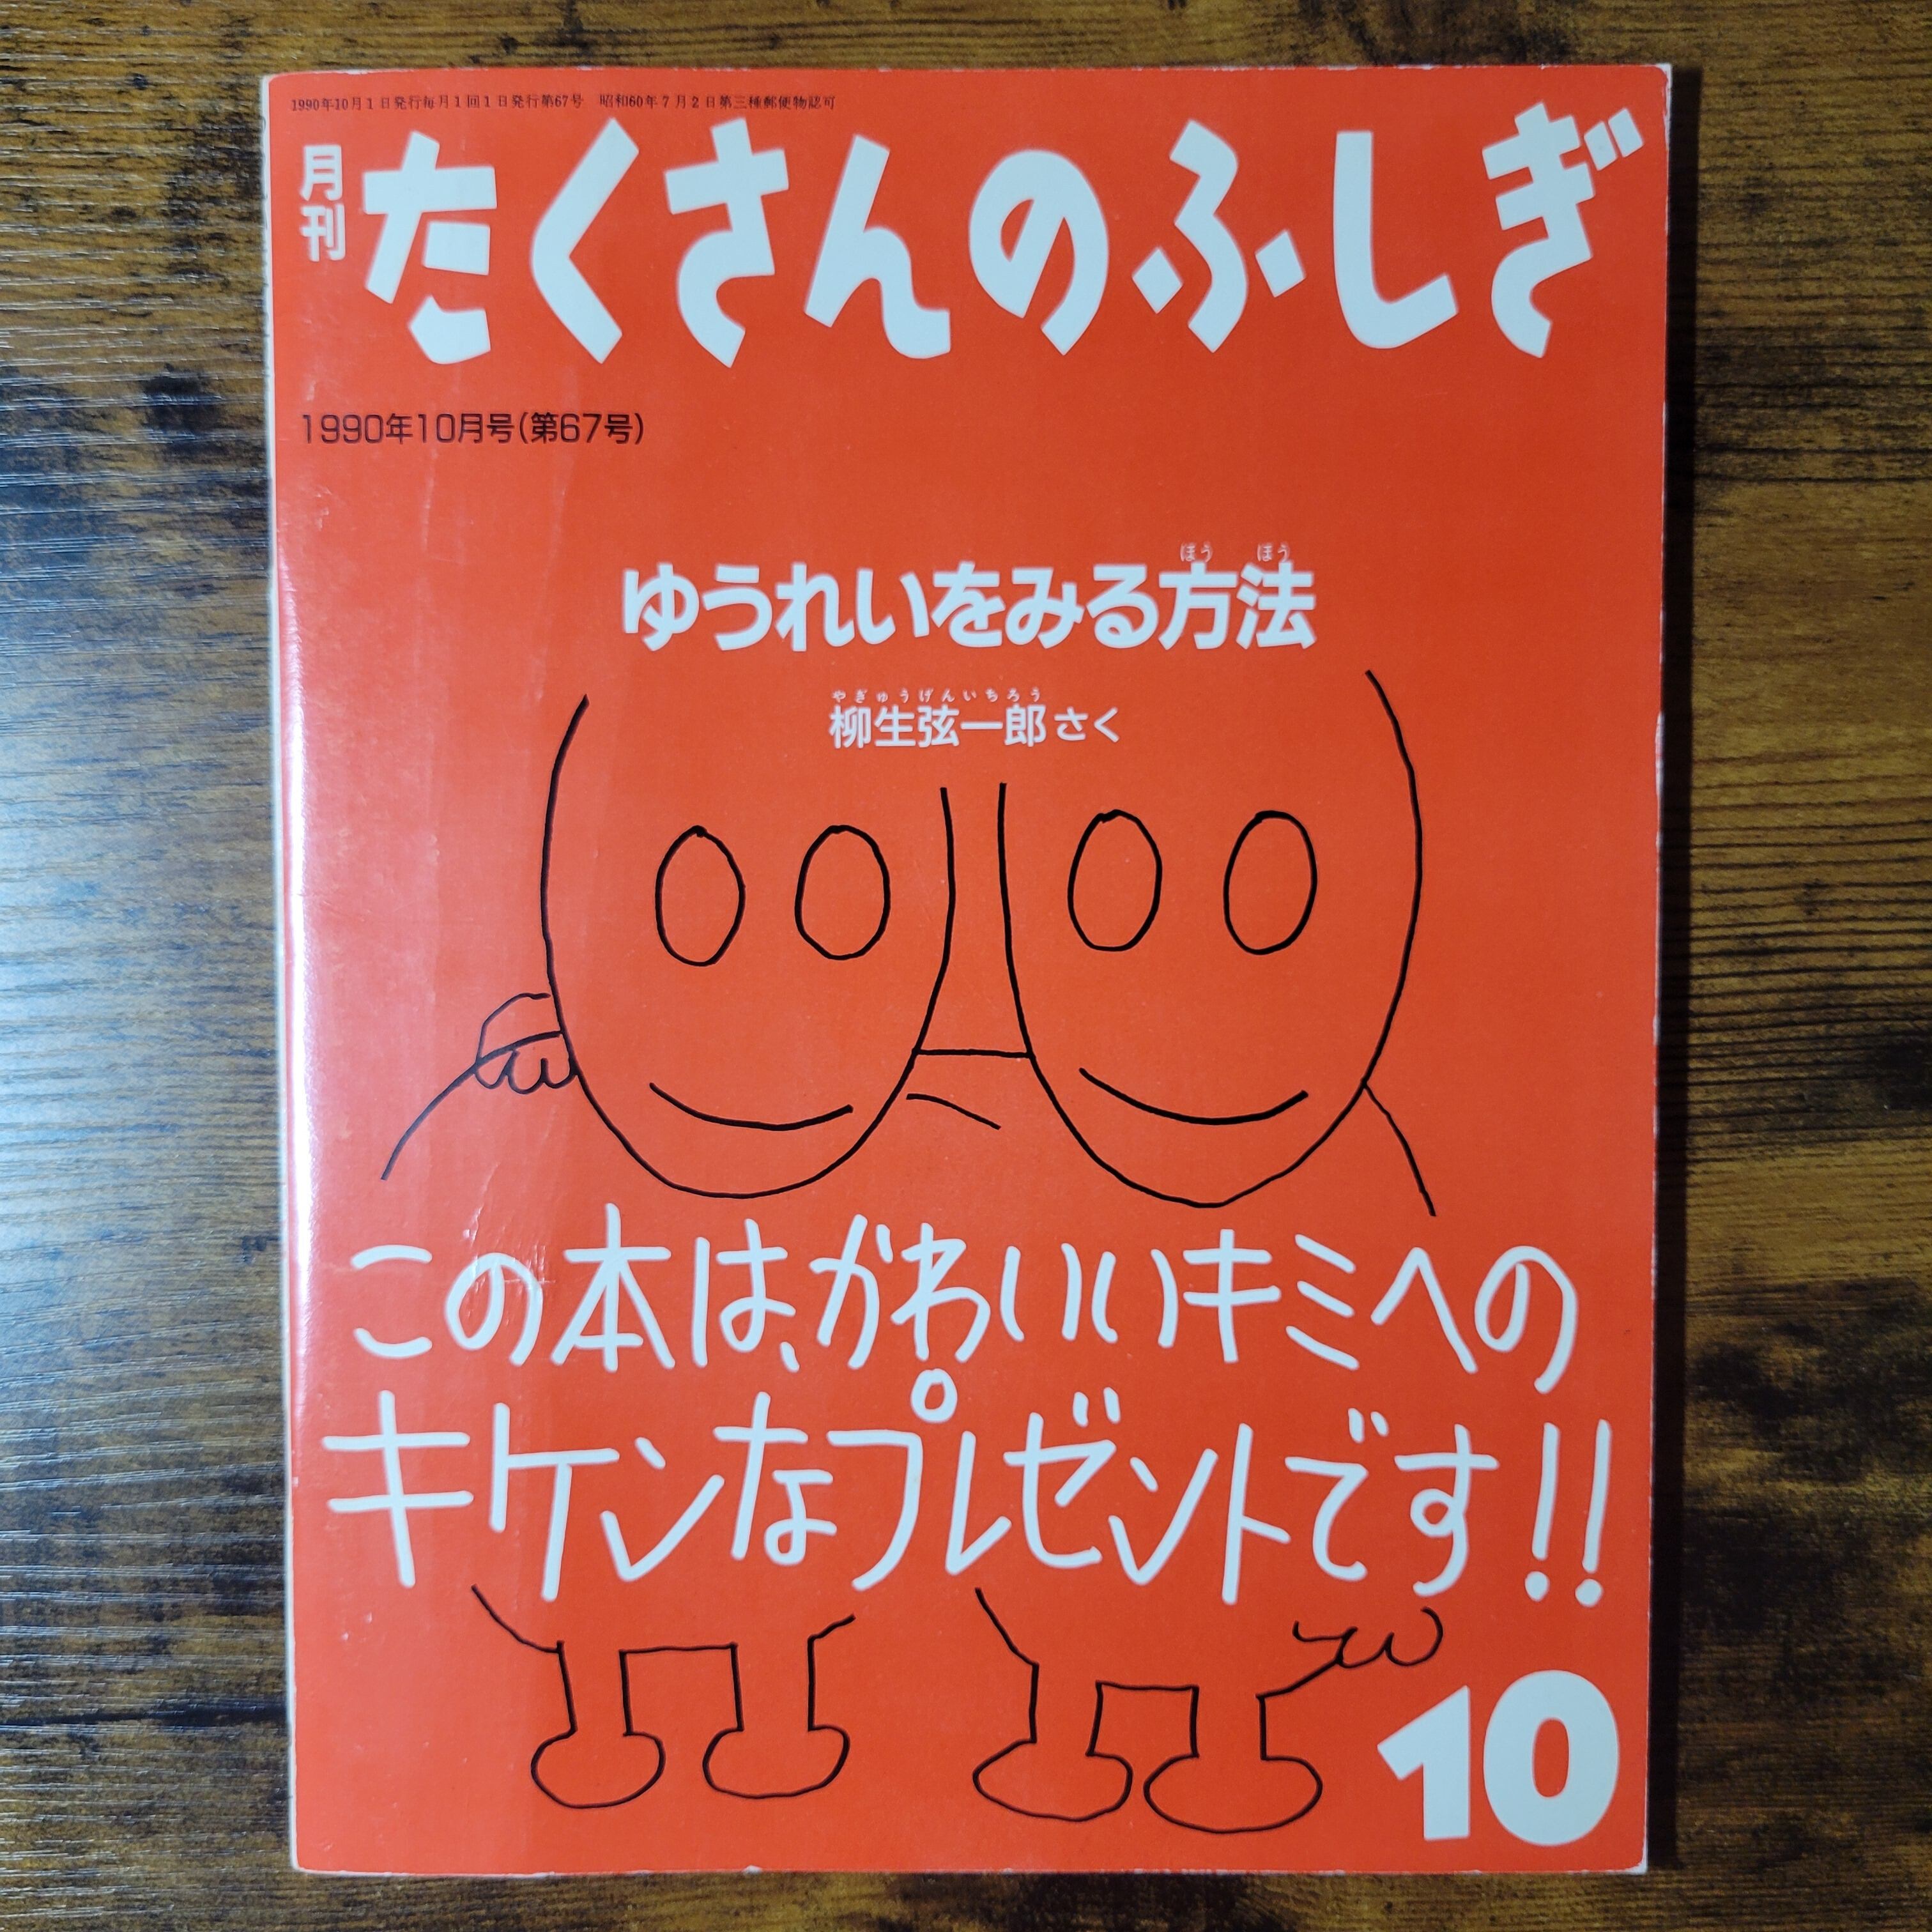 1990年10月1日発行毎月1回1日発行第67号 昭和60年7月2日第三種郵便物認可
月刊 たくさんのふしぎ
1990年10月号(第67号)
ほう ほう
ゆうれいをみる方法
やぎゅうげんいちろう
柳生弦一郎 さく
この本は、かわいいキミへの
キケンなプレゼントです!!
10